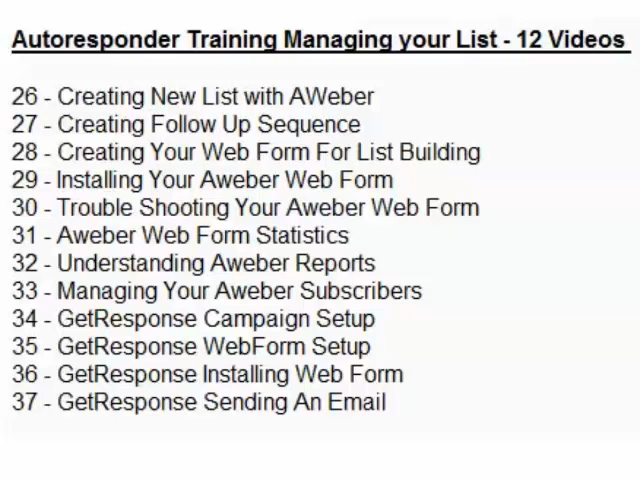 Autoresponder Training Managing your List - 12 Videos
26 - Creating New List with AWeber
27 - Creating Follow Up Sequence
28 - Creating Your Web Form For List Building
29 - Installing Your Aweber Web Form
30 - Trouble Shooting Your Aweber Web Form
31 - Aweber Web Form Statistics
32 - Understanding Aweber Reports
33 - Managing Your Aweber Subscribers
34 - GetResponse Campaign Setup
35 - GetResponse WebForm Setup
36 - GetResponse Installing Web Form
37 - GetResponse Sending An Email